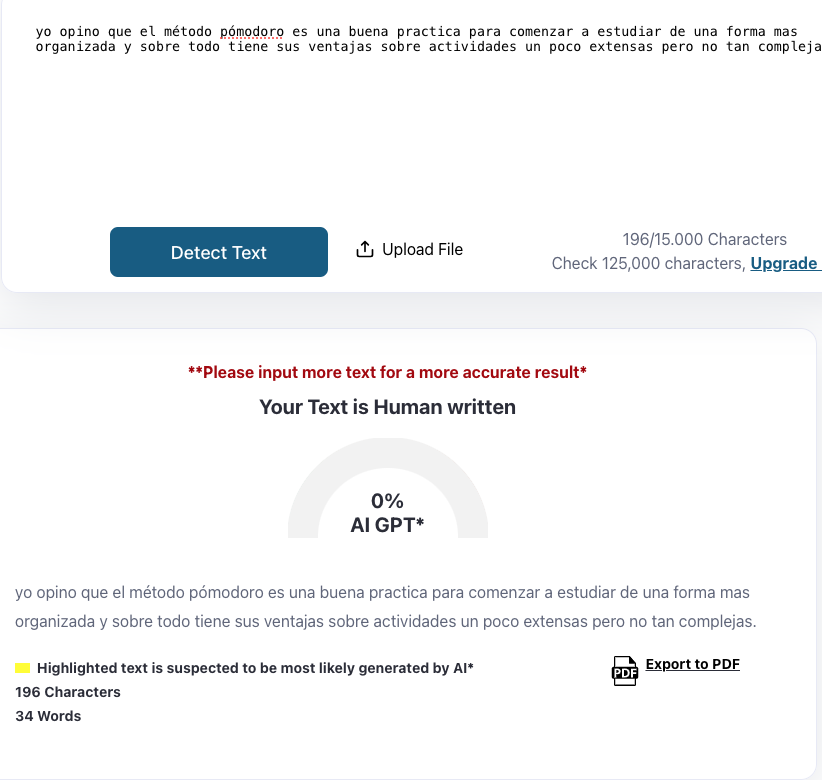 yo opino que el método pómodoro es una buena practica para comenzar a estudiar de una forma mas
organizada y sobre todo tiene sus ventajas sobre actividades un poco extensas pero no tan compleja
Detect Text
Upload File
196/15.000 Characters
Check 125,000 characters, Upgrade
**Please input more text for a more accurate result*
Your Text is Human written
0%
AI GPT*
yo opino que el método pómodoro es una buena practica para comenzar a estudiar de una forma mas
organizada y sobre todo tiene sus ventajas sobre actividades un poco extensas pero no tan complejas.
Highlighted text is suspected to be most likely generated by AI*
PDF
Export to PDF
196 Characters
34 Words